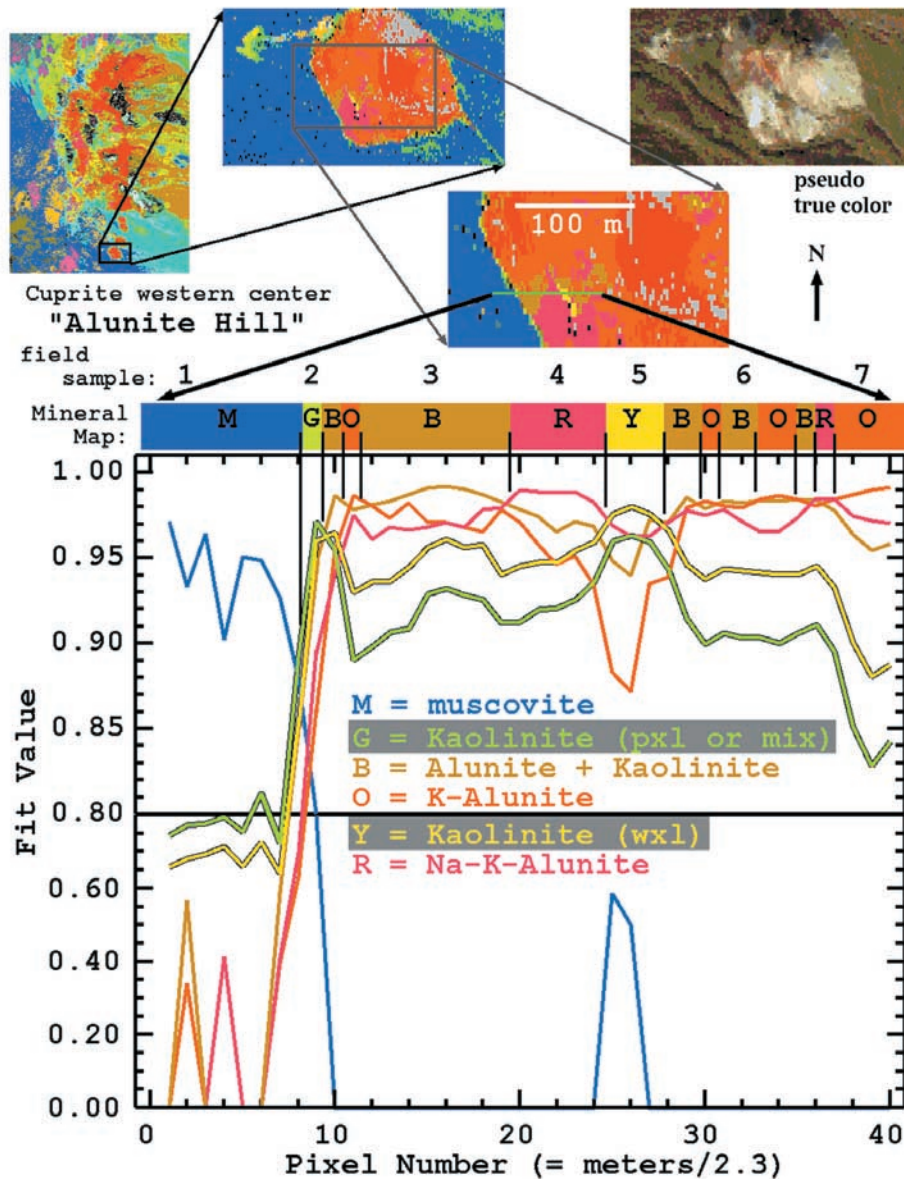 pseudo
true color
100 m
N
Cuprite western center
"Alunite Hill"
field
sample: 1 2 3 4 5 6 7
Mineral
Map:
M G B O B R Y B O B O B R O
1.00
0.95
0.90
0.85
0.80
0.60
0.40
0.20
0.00
Fit Value
M = muscovite
G = Kaolinite (pxl or mix)
B = Alunite + Kaolinite
O = K-Alunite
Y = Kaolinite (wxl)
R = Na-K-Alunite
0 10 20 30 40
Pixel Number (= meters/2.3)